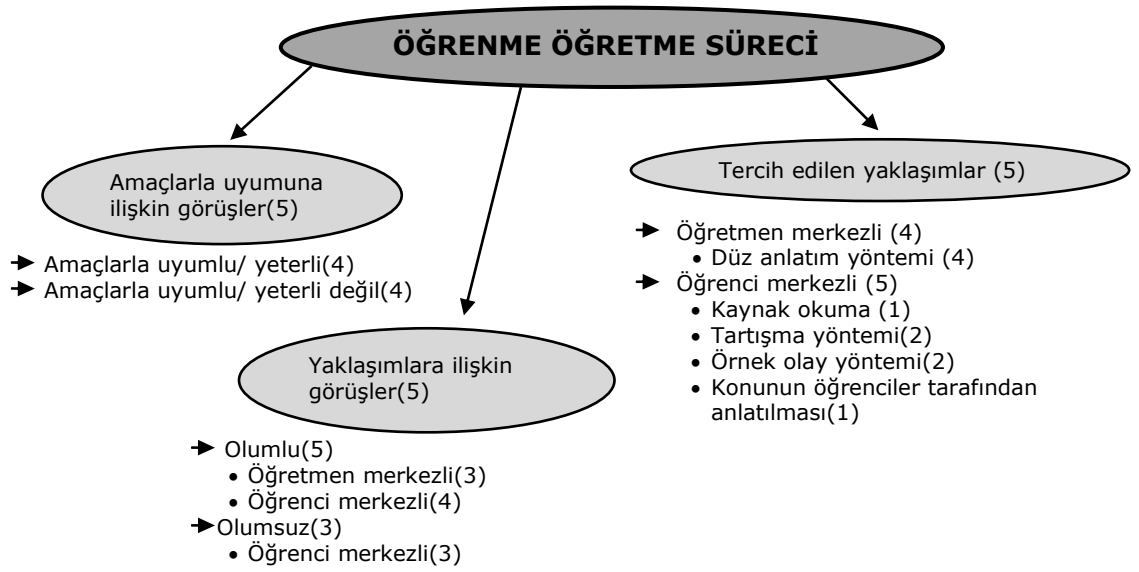 ÖĞRENME ÖĞRETME SÜRECİ
Amaçlarla uyumuna
ilişkin görüşler(5)
Amaçlarla uyumlu/ yeterli(4)
Amaçlarla uyumlu/ yeterli değil(4)
Yaklaşımlara ilişkin
görüşler(5)
Olumlu(5)
• Öğretmen merkezli(3)
• Öğrenci merkezli(4)
Olumsuz(3)
• Öğrenci merkezli(3)
Tercih edilen yaklaşımlar (5)
Öğretmen merkezli (4)
• Düz anlatım yöntemi (4)
Öğrenci merkezli (5)
• Kaynak okuma (1)
• Tartışma yöntemi(2)
• Örnek olay yöntemi(2)
• Konunun öğrenciler tarafından
anlatılması(1)